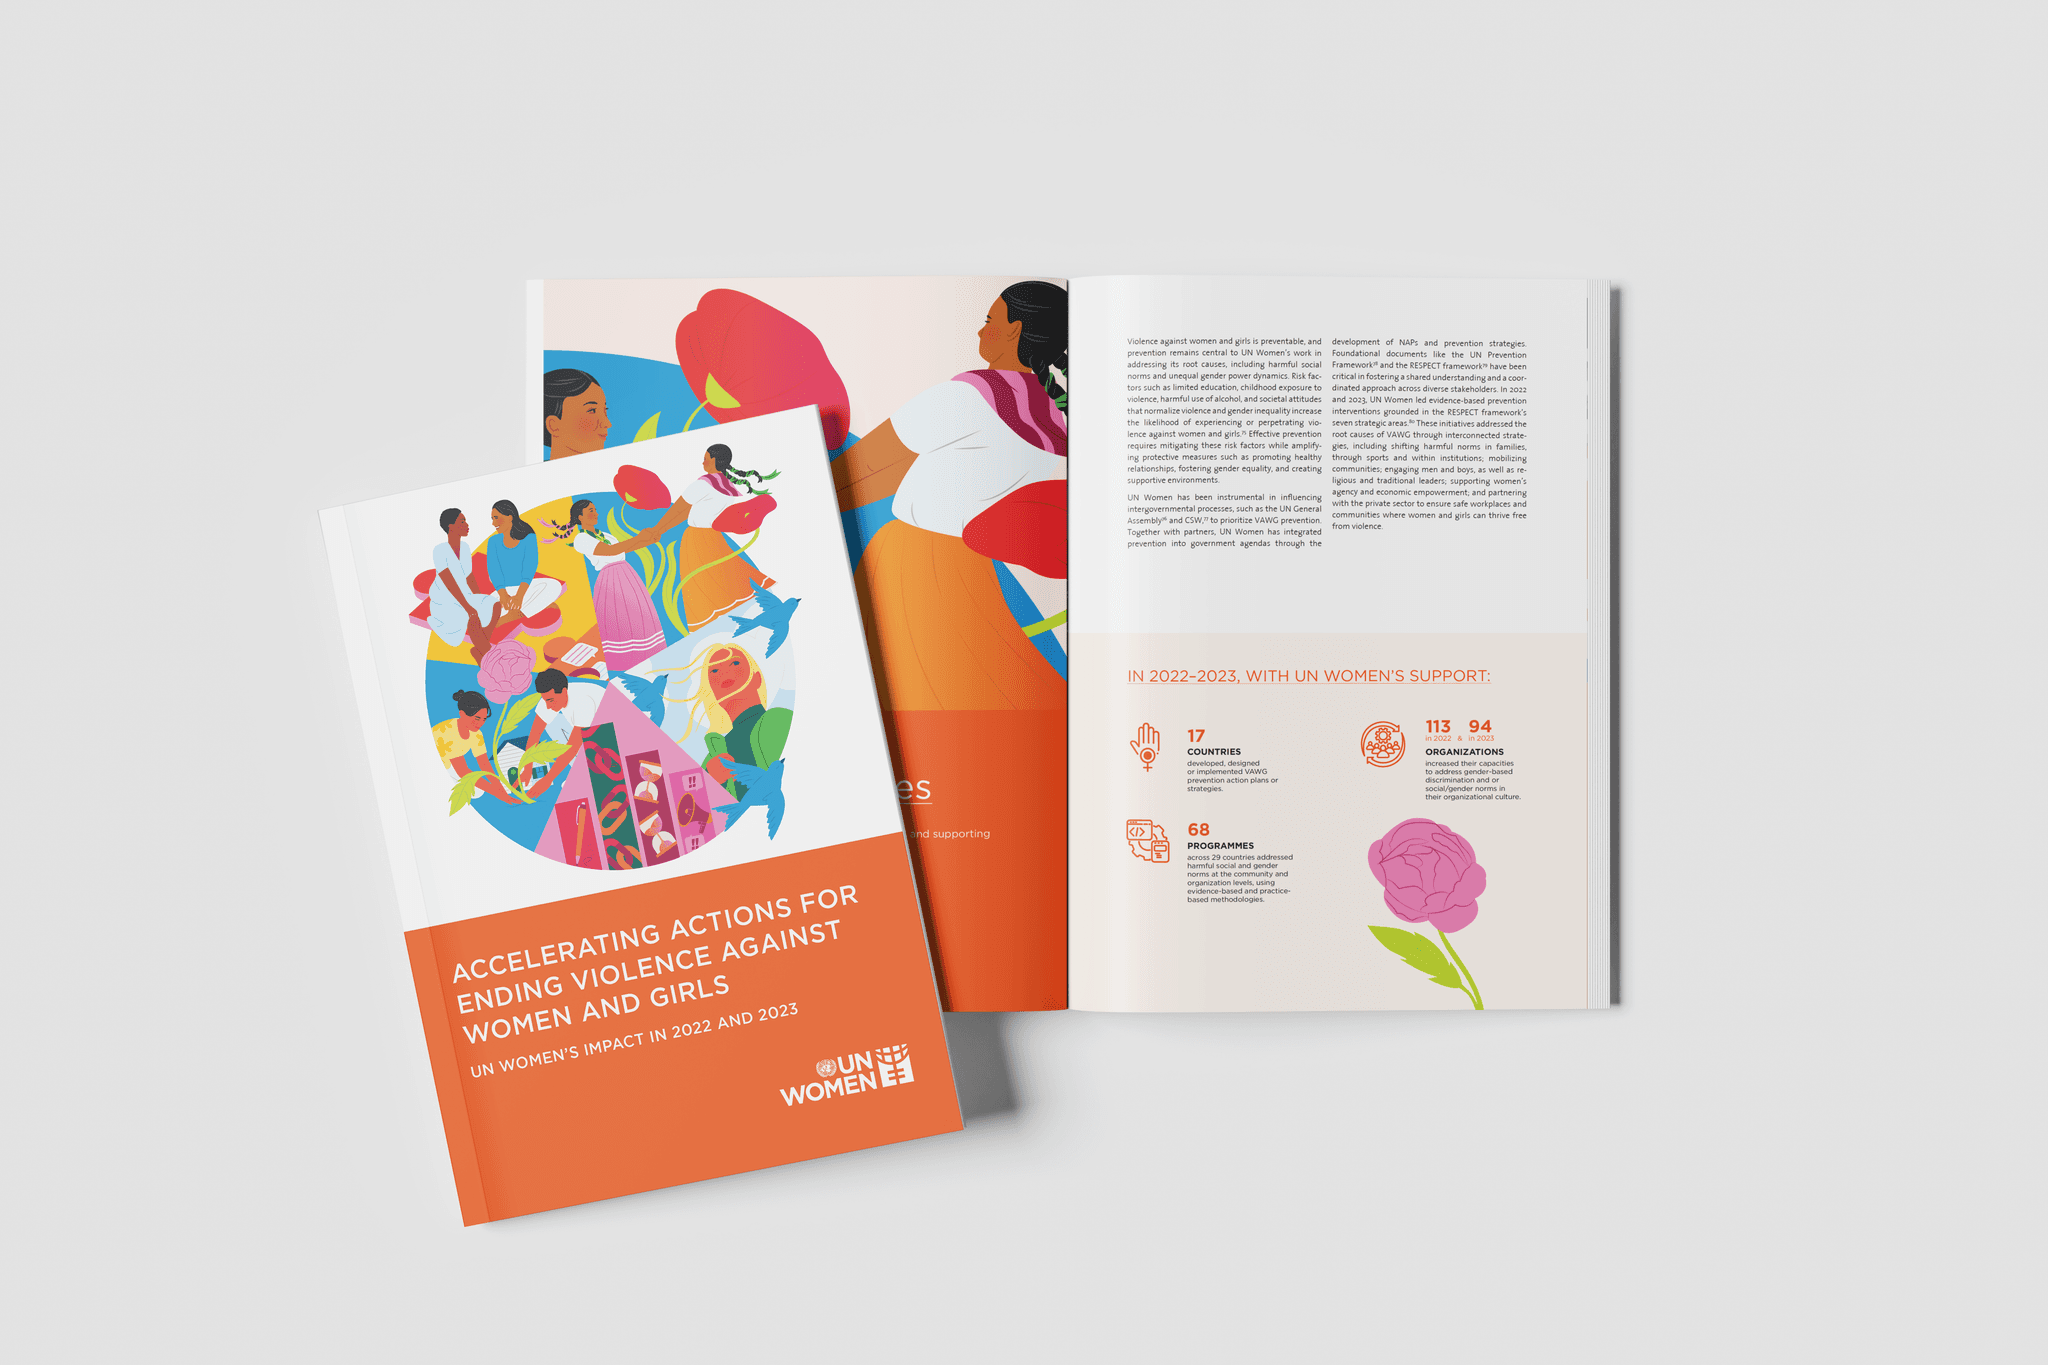 ACCELERATING ACTIONS FOR
ENDING VIOLENCE AGAINST
WOMEN AND GIRLS
UN WOMEN'S IMPACT IN 2022 AND 2023
UN
WOMEN
es
and supporting
Violence against women and girls is preventable, and
prevention remains central to UN Women's work in
addressing its root causes, including harmful social
norms and unequal gender power dynamics. Risk fac-
tors such as limited education, childhood exposure to
violence, harmful use of alcohol, and societal attitudes
that normalize violence and gender inequality increase
the likelihood of experiencing or perpetrating vio-
lence against women and girls.75 Effective prevention
requires mitigating these risk factors while amplify-
ing protective measures such as promoting healthy
relationships, fostering gender equality, and creating
supportive environments.
UN Women has been instrumental in influencing
intergovernmental processes, such as the UN General
Assembly76 and CSW,77 to prioritize VAWG prevention.
Together with partners, UN Women has integrated
prevention into government agendas through the
development of NAPs and prevention strategies.
Foundational documents like the UN Prevention
Framework78 and the RESPECT framework79 have been
critical in fostering a shared understanding and a coor-
dinated approach across diverse stakeholders. In 2022
and 2023, UN Women led evidence-based prevention
interventions grounded in the RESPECT framework's
seven strategic areas.80 These initiatives addressed the
root causes of VAWG through interconnected strate-
gies, including shifting harmful norms in families,
through sports and within institutions; mobilizing
communities; engaging men and boys, as well as re-
ligious and traditional leaders; supporting women's
agency and economic empowerment; and partnering
with the private sector to ensure safe workplaces and
communities where women and girls can thrive free
from violence.
IN 2022–2023, WITH UN WOMEN'S SUPPORT:
17
COUNTRIES
developed, designed
or implemented VAWG
prevention action plans or
strategies.
113 94
in 2022 & in 2023
ORGANIZATIONS
increased their capacities
to address gender-based
discrimination and or
social/gender norms in
their organizational culture.
68
PROGRAMMES
across 29 countries addressed
harmful social and gender
norms at the community and
organization levels, using
evidence-based and practice-
based methodologies.